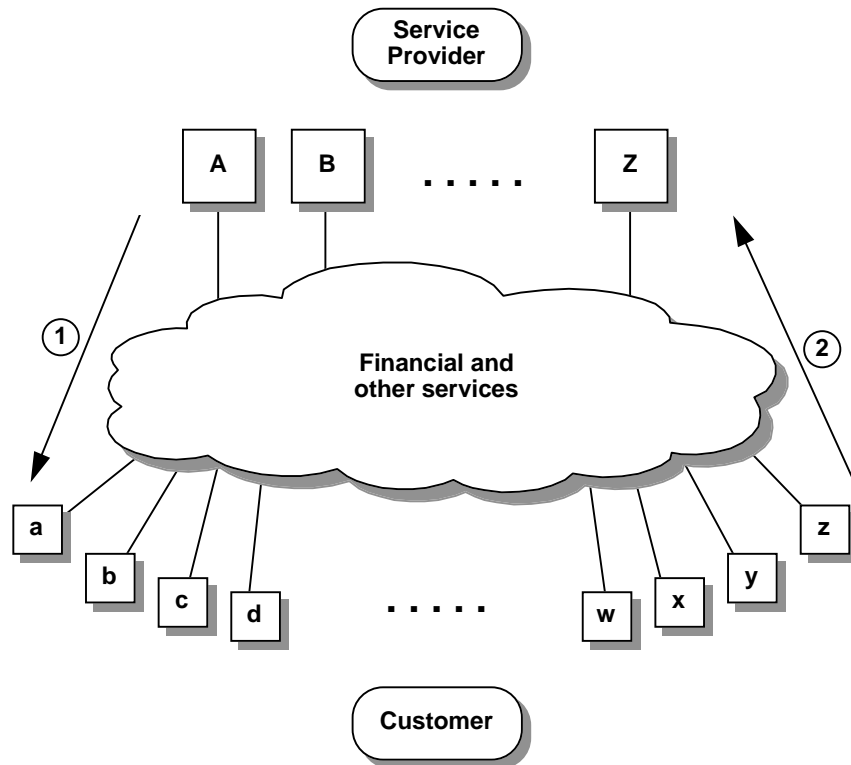 Service
Provider
A B . . . . . Z
1
2
Financial and
other services
a
z
b
y
c
x
d . . . . . w
Customer